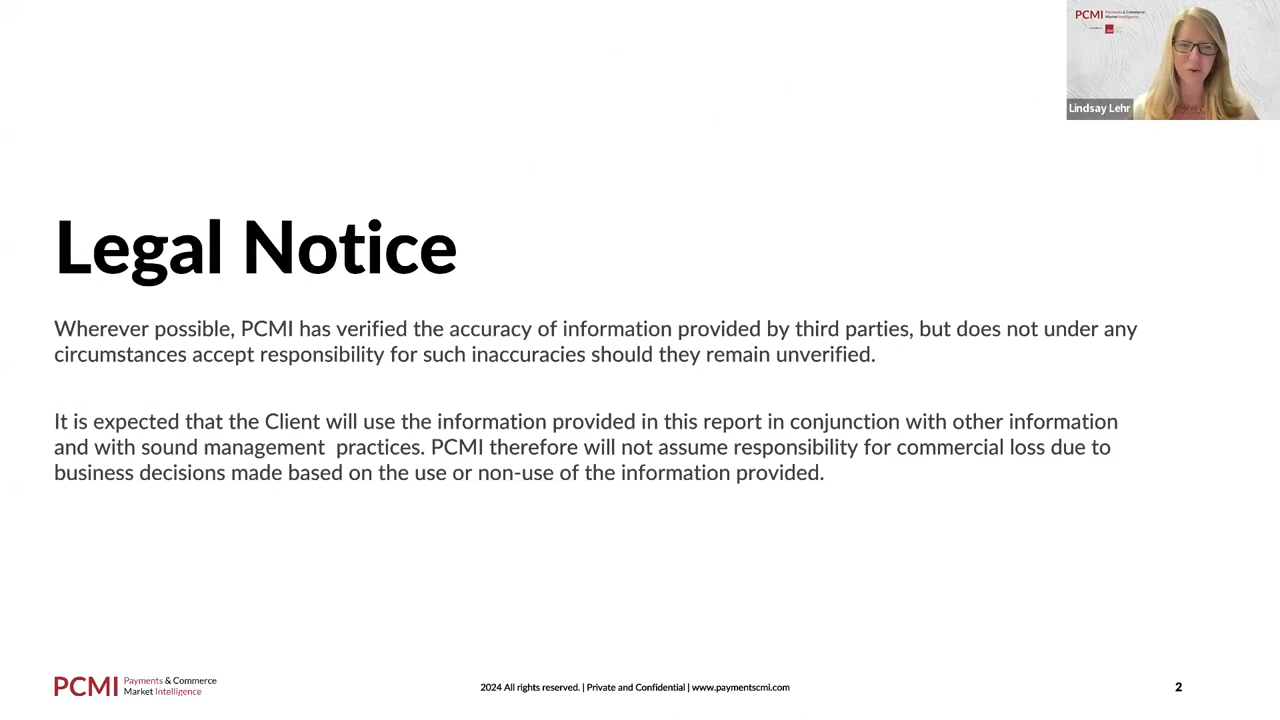 PCMI Payments & Commerce
Market Intelligence
Lindsay Lehr
Legal Notice
Wherever possible, PCMI has verified the accuracy of information provided by third parties, but does not under any
circumstances accept responsibility for such inaccuracies should they remain unverified.
It is expected that the Client will use the information provided in this report in conjunction with other information
and with sound management  practices. PCMI therefore will not assume responsibility for commercial loss due to
business decisions made based on the use or non-use of the information provided.
PCMI Payments & Commerce
Market Intelligence
2024 All rights reserved. | Private and Confidential | www.paymentscmi.com
2